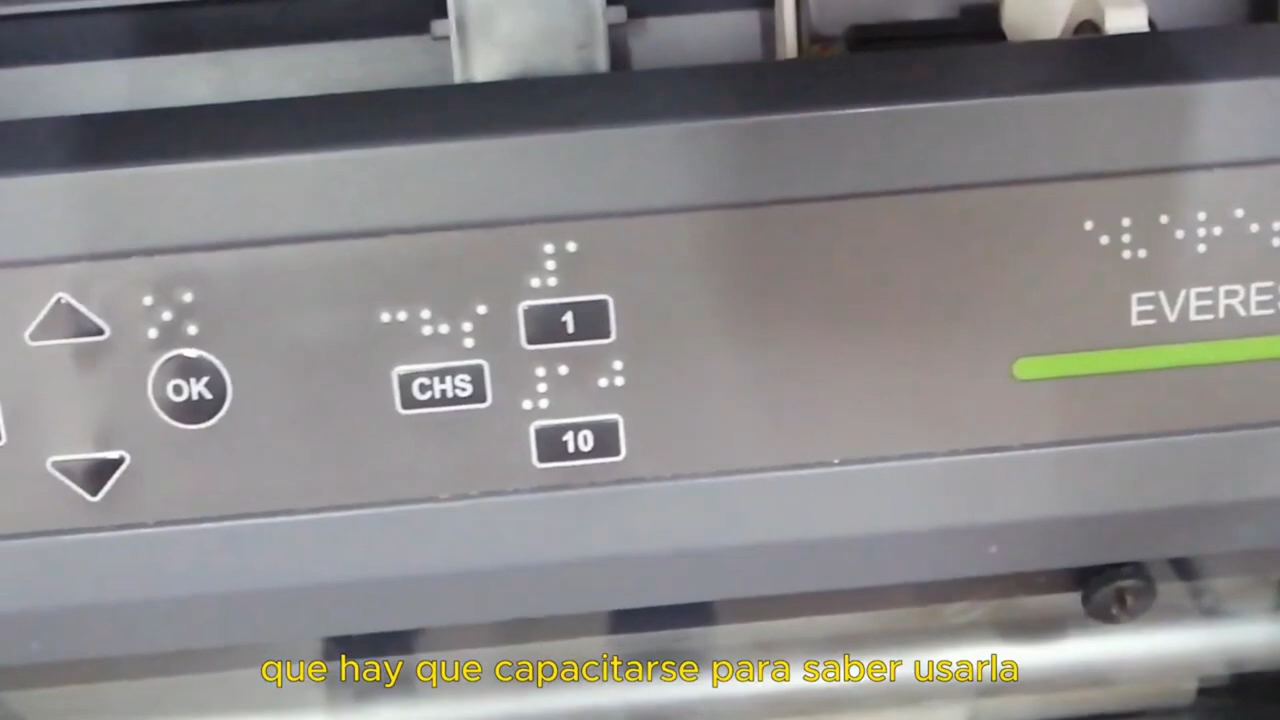 ⠕⠅
OK
⠉⠓⠎
CHS
⠼⠁
1
⠼⠁⠚
10
EVERES
que hay que capacitarse para saber usarla